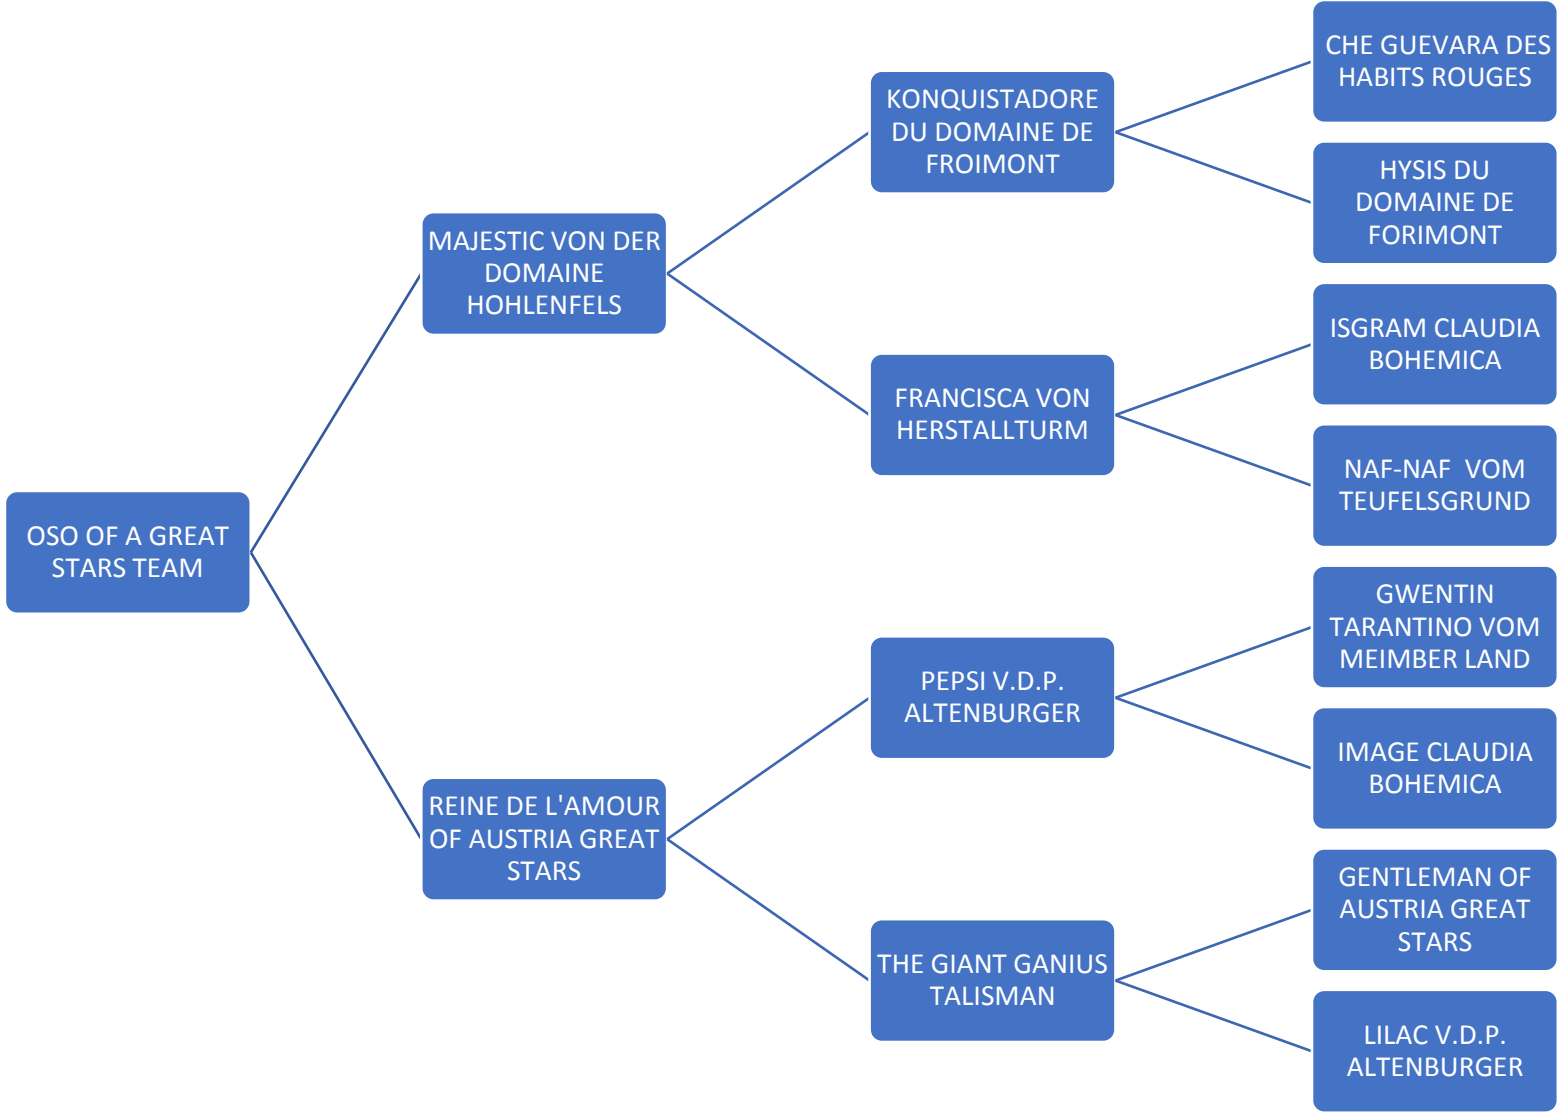 OSO OF A GREAT
STARS TEAM
MAJESTIC VON DER
DOMAINE
HOHLENFELS
KONQUISTADORE
DU DOMAINE DE
FROIMONT
CHE GUEVARA DES
HABITS ROUGES
HYSIS DU
DOMAINE DE
FORIMONT
FRANCISCA VON
HERSTALLTURM
ISGRAM CLAUDIA
BOHEMICA
NAF-NAF  VOM
TEUFELSGRUND
REINE DE L'AMOUR
OF AUSTRIA GREAT
STARS
PEPSI V.D.P.
ALTENBURGER
GWENTIN
TARANTINO VOM
MEIMBER LAND
IMAGE CLAUDIA
BOHEMICA
THE GIANT GANIUS
TALISMAN
GENTLEMAN OF
AUSTRIA GREAT
STARS
LILAC V.D.P.
ALTENBURGER